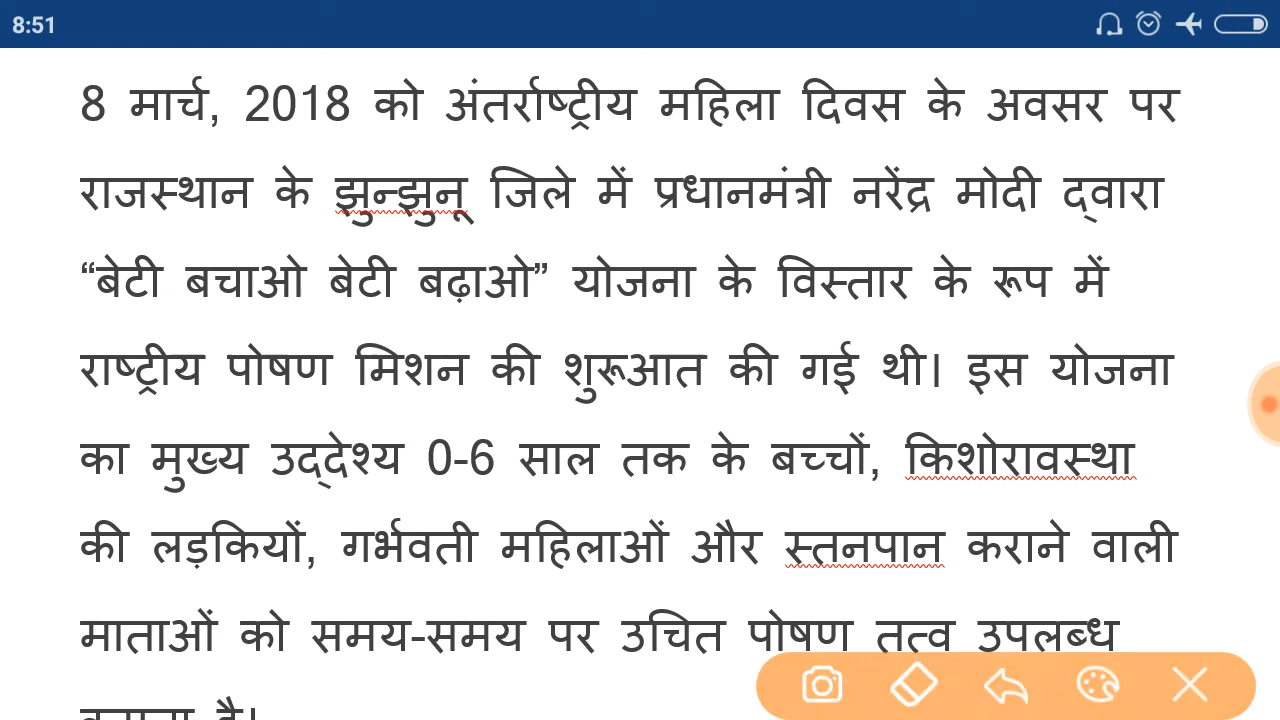 8:51
8 मार्च, 2018 को अंतर्राष्ट्रीय महिला दिवस के अवसर पर
राजस्थान के झुन्झुनू जिले में प्रधानमंत्री नरेंद्र मोदी द्वारा
“बेटी बचाओ बेटी बढ़ाओ” योजना के विस्तार के रूप में
राष्ट्रीय पोषण मिशन की शुरूआत की गई थी। इस योजना
का मुख्य उद्देश्य 0-6 साल तक के बच्चों, किशोरावस्था
की लड़कियों, गर्भवती महिलाओं और स्तनपान कराने वाली
माताओं को समय-समय पर उचित पोषण तत्व उपलब्ध
है।